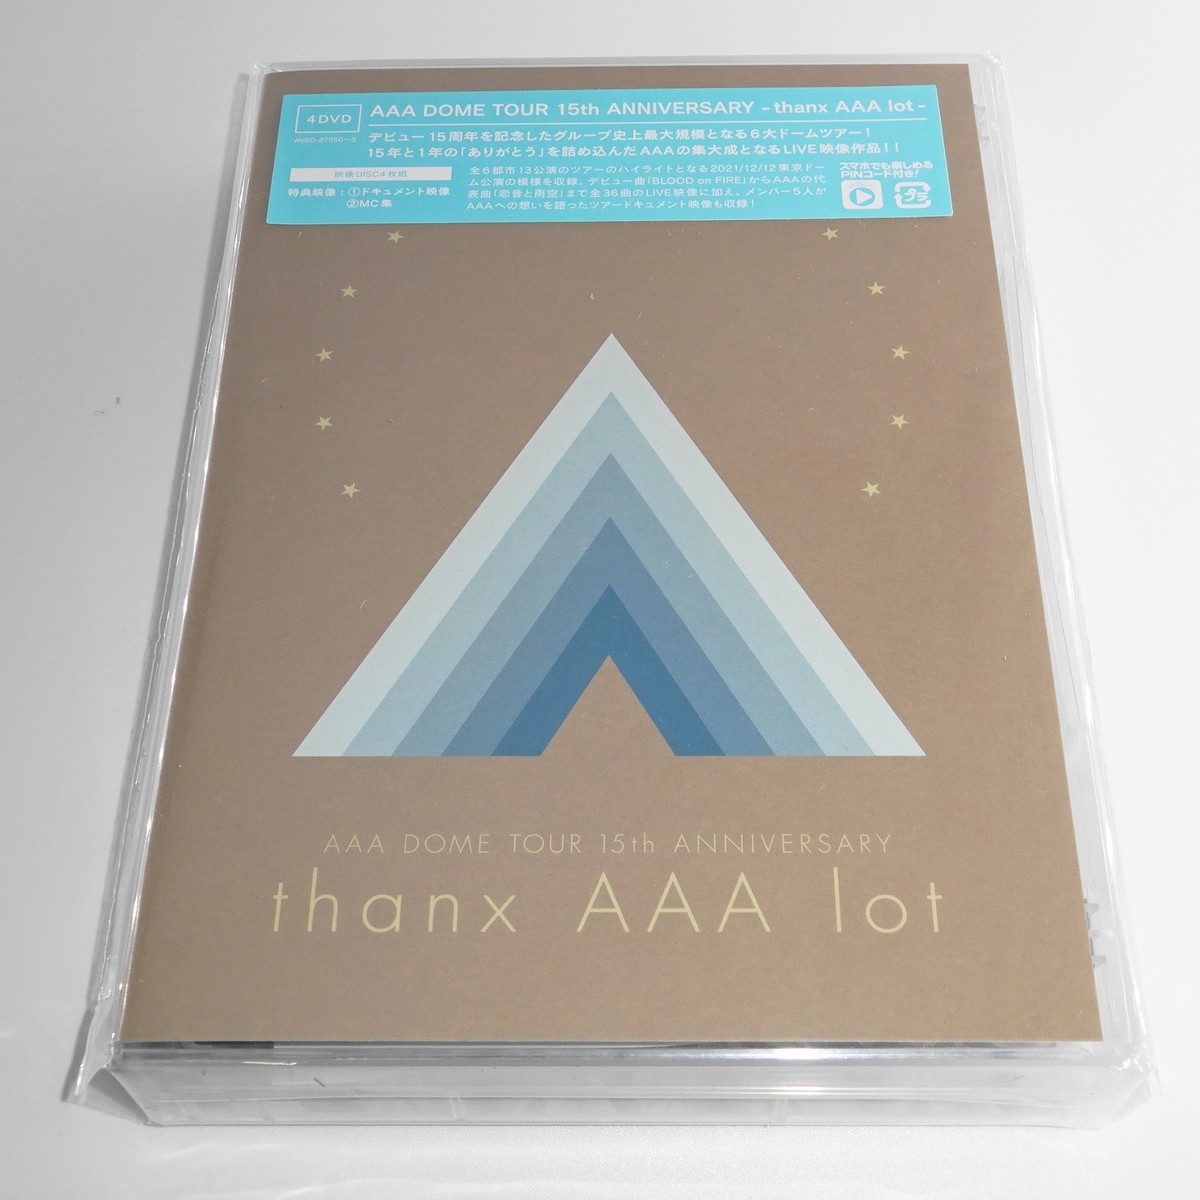 4DVD
AVBD-27550~3
AAA DOME TOUR 15th ANNIVERSARY -thanx AAA lot-
デビュー15周年を記念したグループ史上最大規模となる6大ドームツアー!
15年と1年の「ありがとう」を詰め込んだAAAの集大成となるLIVE映像作品!!
映像DISC4枚組
特典映像:①ドキュメント映像
②MC集
全6都市13公演のツアーのハイライトとなる2021/12/12東京ドー
ム公演の模様を収録。デビュー曲「BLOOD on FIRE」からAAAの代
表曲「恋音と雨空」まで全36曲のLIVE映像に加え、メンバー5人が
AAAへの想いを語ったツアードキュメント映像も収録!
スマホでも楽しめる
PINコード付き!
プラ
AAA DOME TOUR 15th ANNIVERSARY
thanx AAA lot